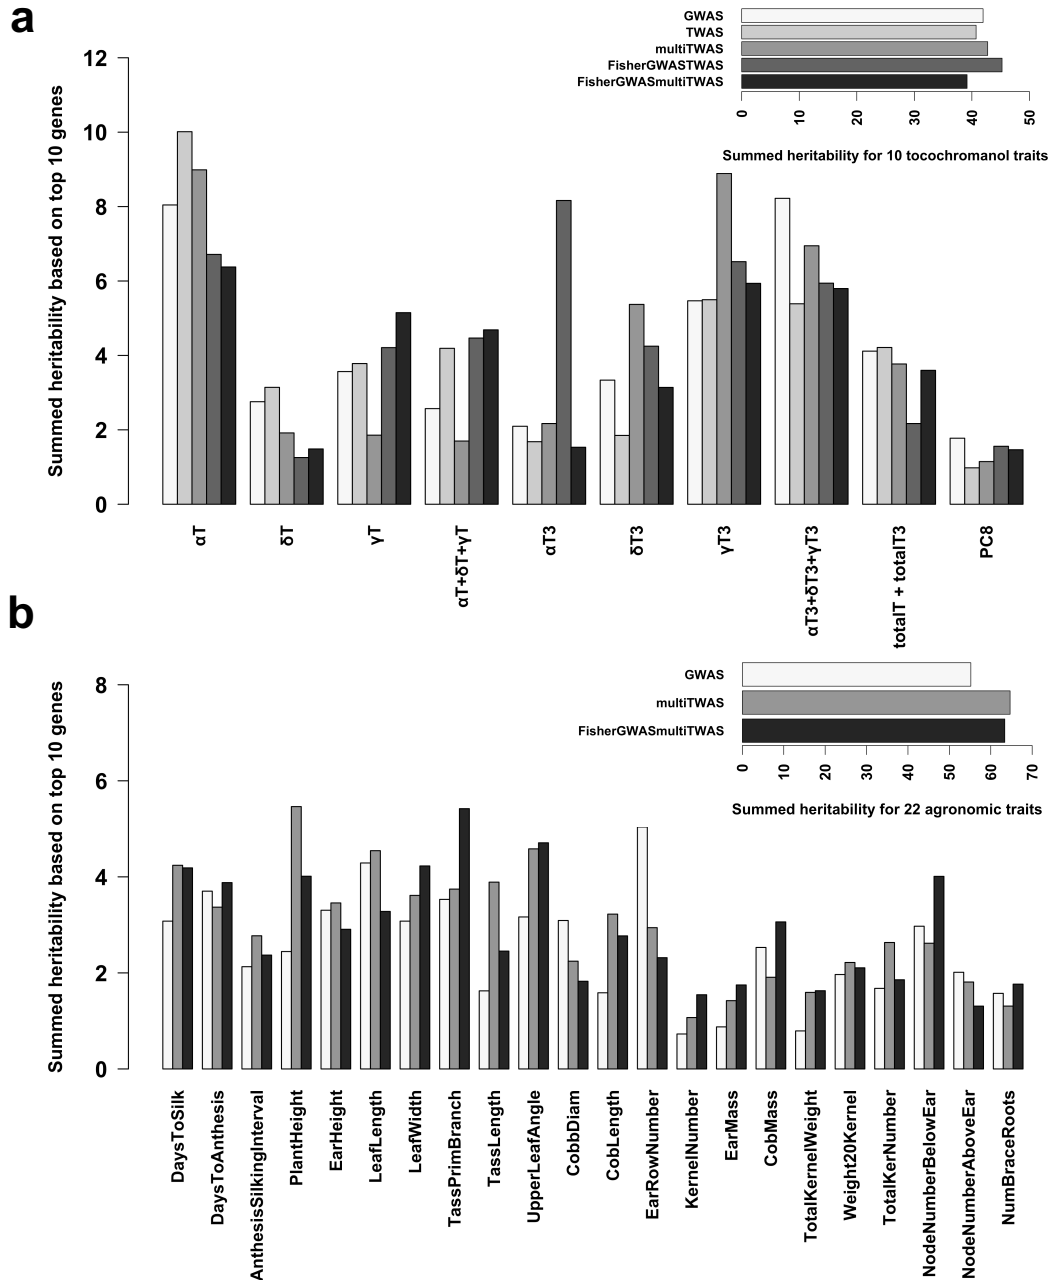 a
GWAS
TWAS
multiTWAS
FisherGWASTWAS
FisherGWASmultiTWAS
0 10 20 30 40 50
Summed heritability for 10 tocochromanol traits
Summed heritability based on top 10 genes
12
10
8
6
4
2
0
αT
δT
γT
αT+δT+γT
αT3
δT3
γT3
αT3+δT3+γT3
totalT + totalT3
PC8
b
GWAS
multiTWAS
FisherGWASmultiTWAS
0 10 20 30 40 50 60 70
Summed heritability for 22 agronomic traits
Summed heritability based on top 10 genes
8
6
4
2
0
DaysToSilk
DaysToAnthesis
AnthesisSilkingInterval
PlantHeight
EarHeight
LeafLength
LeafWidth
TassPrimBranch
TassLength
UpperLeafAngle
CobbDiam
CobLength
EarRowNumber
KernelNumber
EarMass
CobMass
TotalKernelWeight
Weight20Kernel
TotalKerNumber
NodeNumberBelowEar
NodeNumberAboveEar
NumBraceRoots